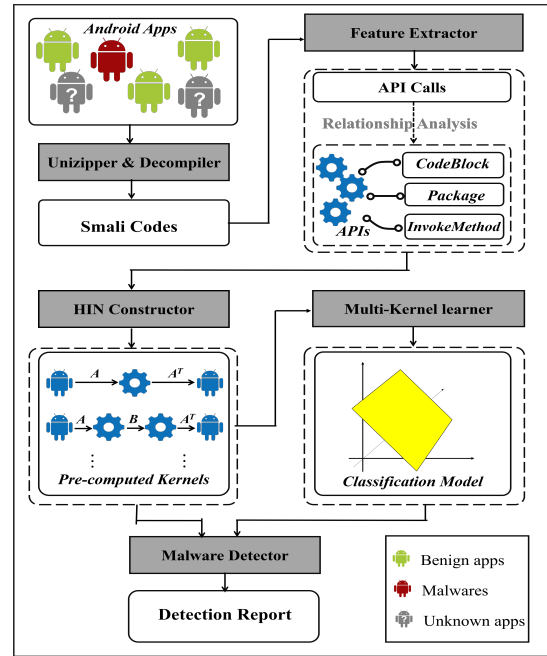 Android Apps
?
?
Unizipper & Decompiler
Smali Codes
Feature Extractor
API Calls
Relationship Analysis
CodeBlock
Package
InvokeMethod
APIs
HIN Constructor
A
A^T
A
B
A^T
⋮ ⋮
Pre-computed Kernels
Multi-Kernel learner
Classification Model
Malware Detector
Detection Report
Benign apps
Malwares
? Unknown apps